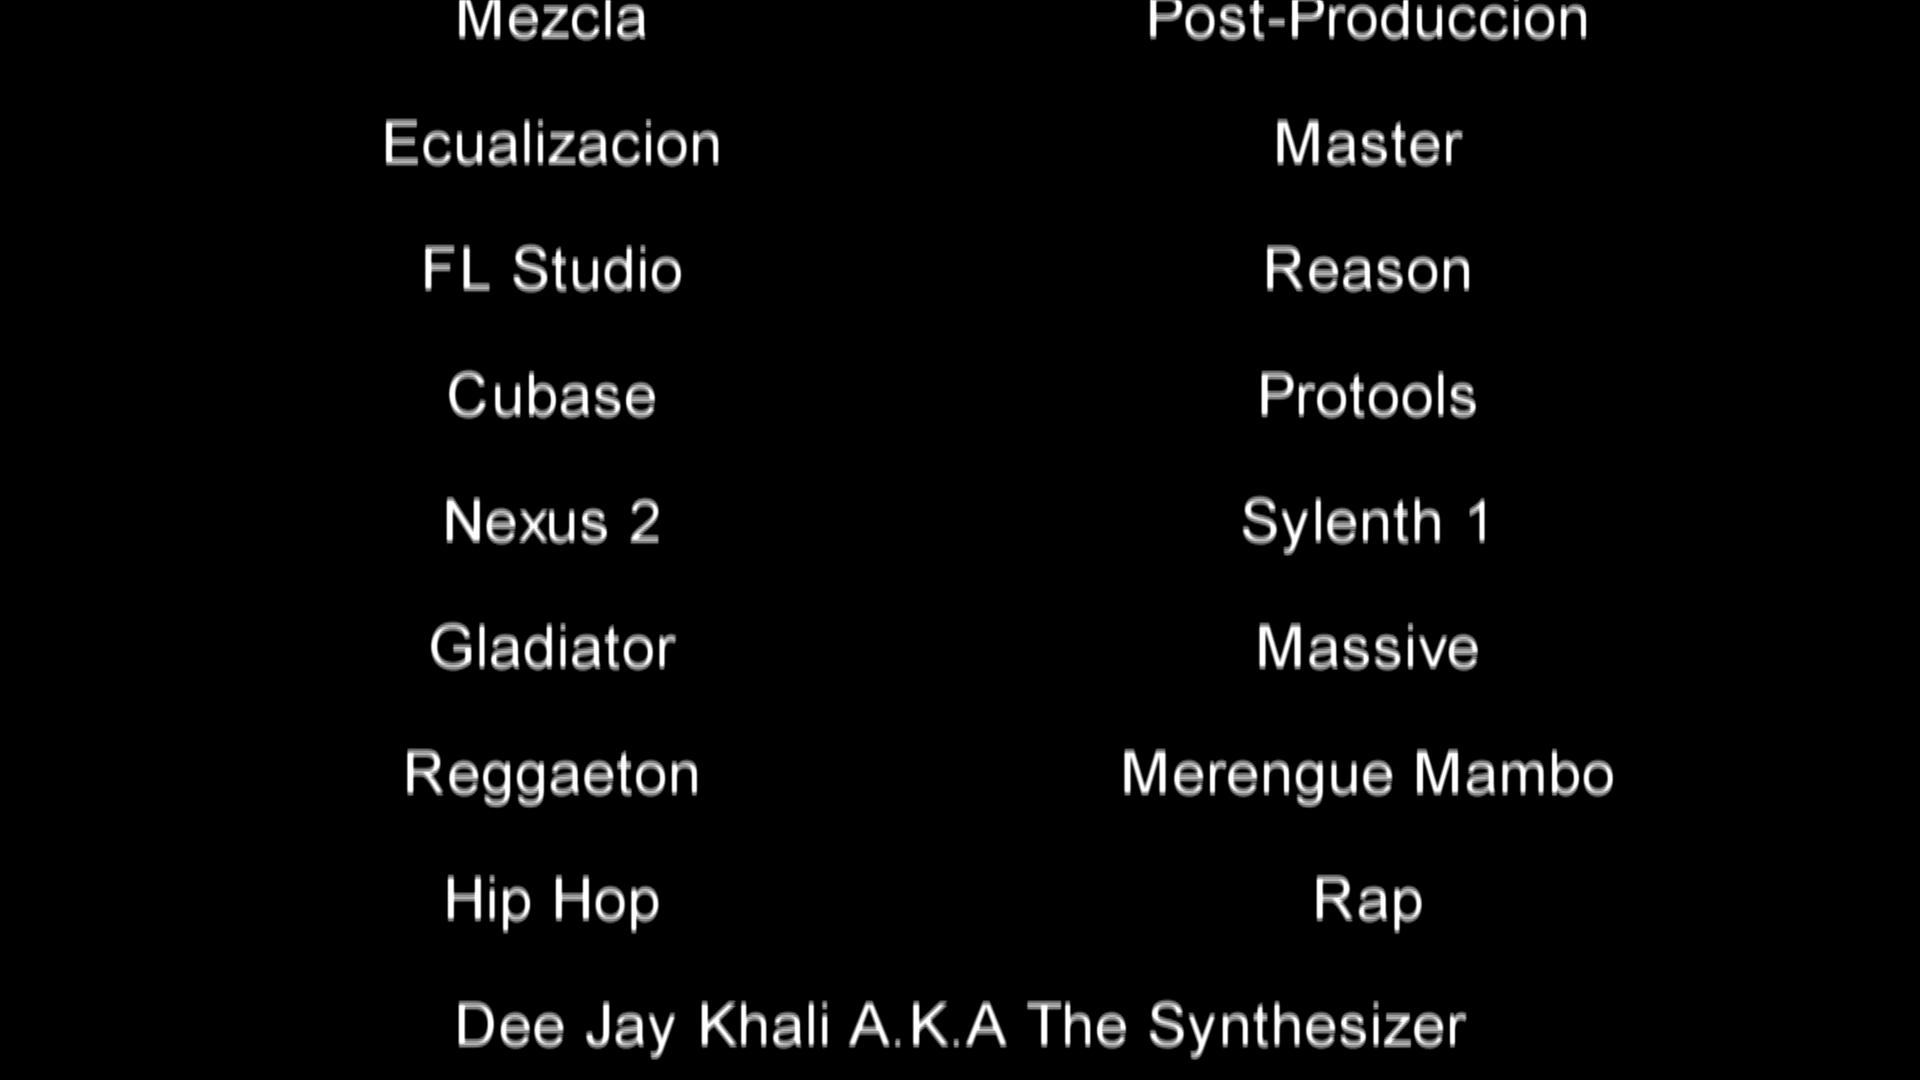 Mezcla Post-Produccion
Ecualizacion Master
FL Studio Reason
Cubase Protools
Nexus 2 Sylenth 1
Gladiator Massive
Reggaeton Merengue Mambo
Hip Hop Rap
Dee Jay Khali A.K.A The Synthesizer